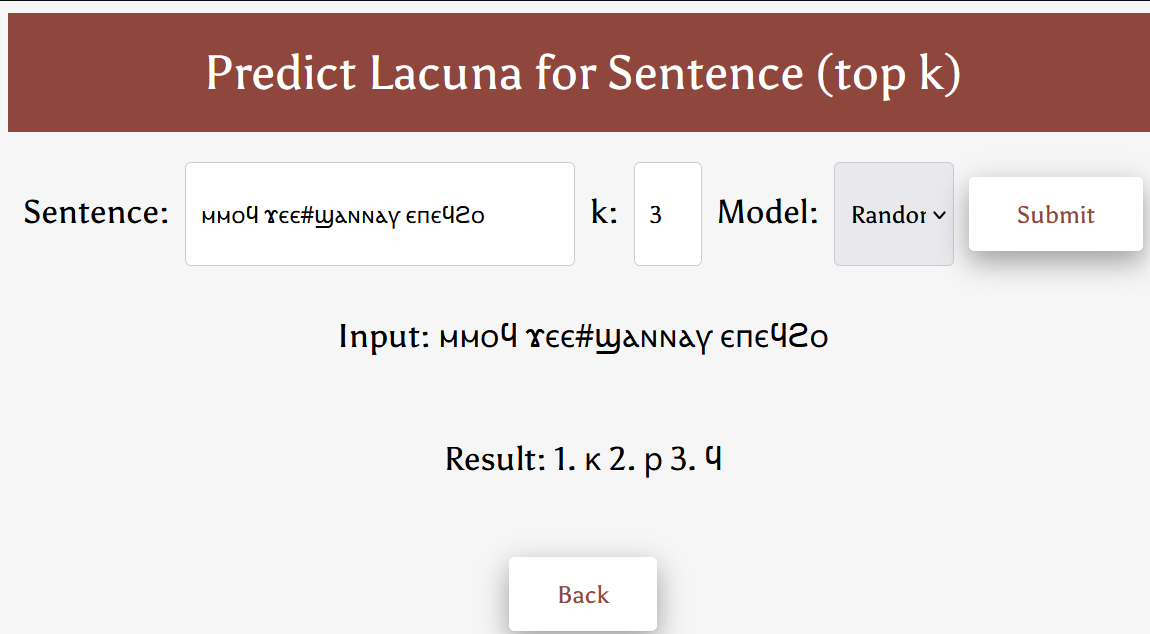 Predict Lacuna for Sentence (top k)
Sentence: ⲙⲙⲟϥ ϫⲉⲉ#ϣⲁⲛⲛⲁⲩ ⲉⲡⲉϥϩⲟ k: 3 Model: Randor Submit
Input: ⲙⲙⲟϥ ϫⲉⲉ#ϣⲁⲛⲛⲁⲩ ⲉⲡⲉϥϩⲟ
Result: 1. ⲕ 2. ⲣ 3. ϥ
Back